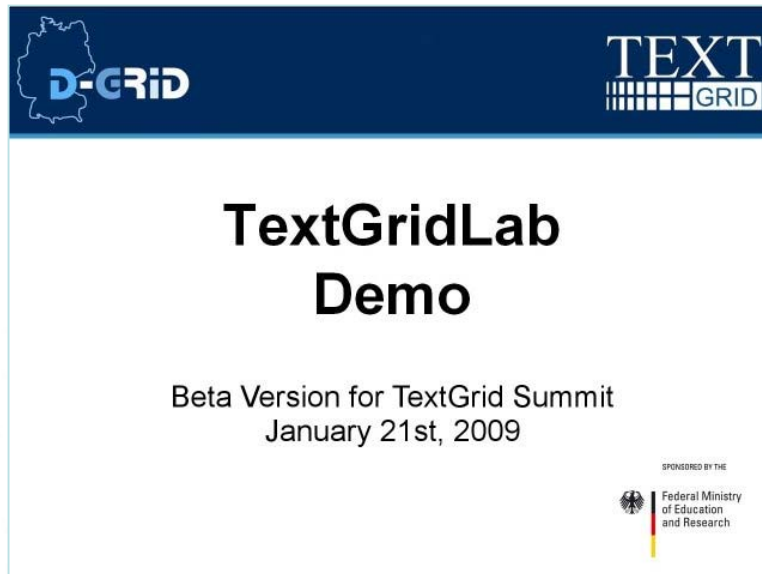 D-GRiD
TEXT
GRID
TextGridLab
Demo
Beta Version for TextGrid Summit
January 21st, 2009
SPONSORED BY THE
Federal Ministry
of Education
and Research